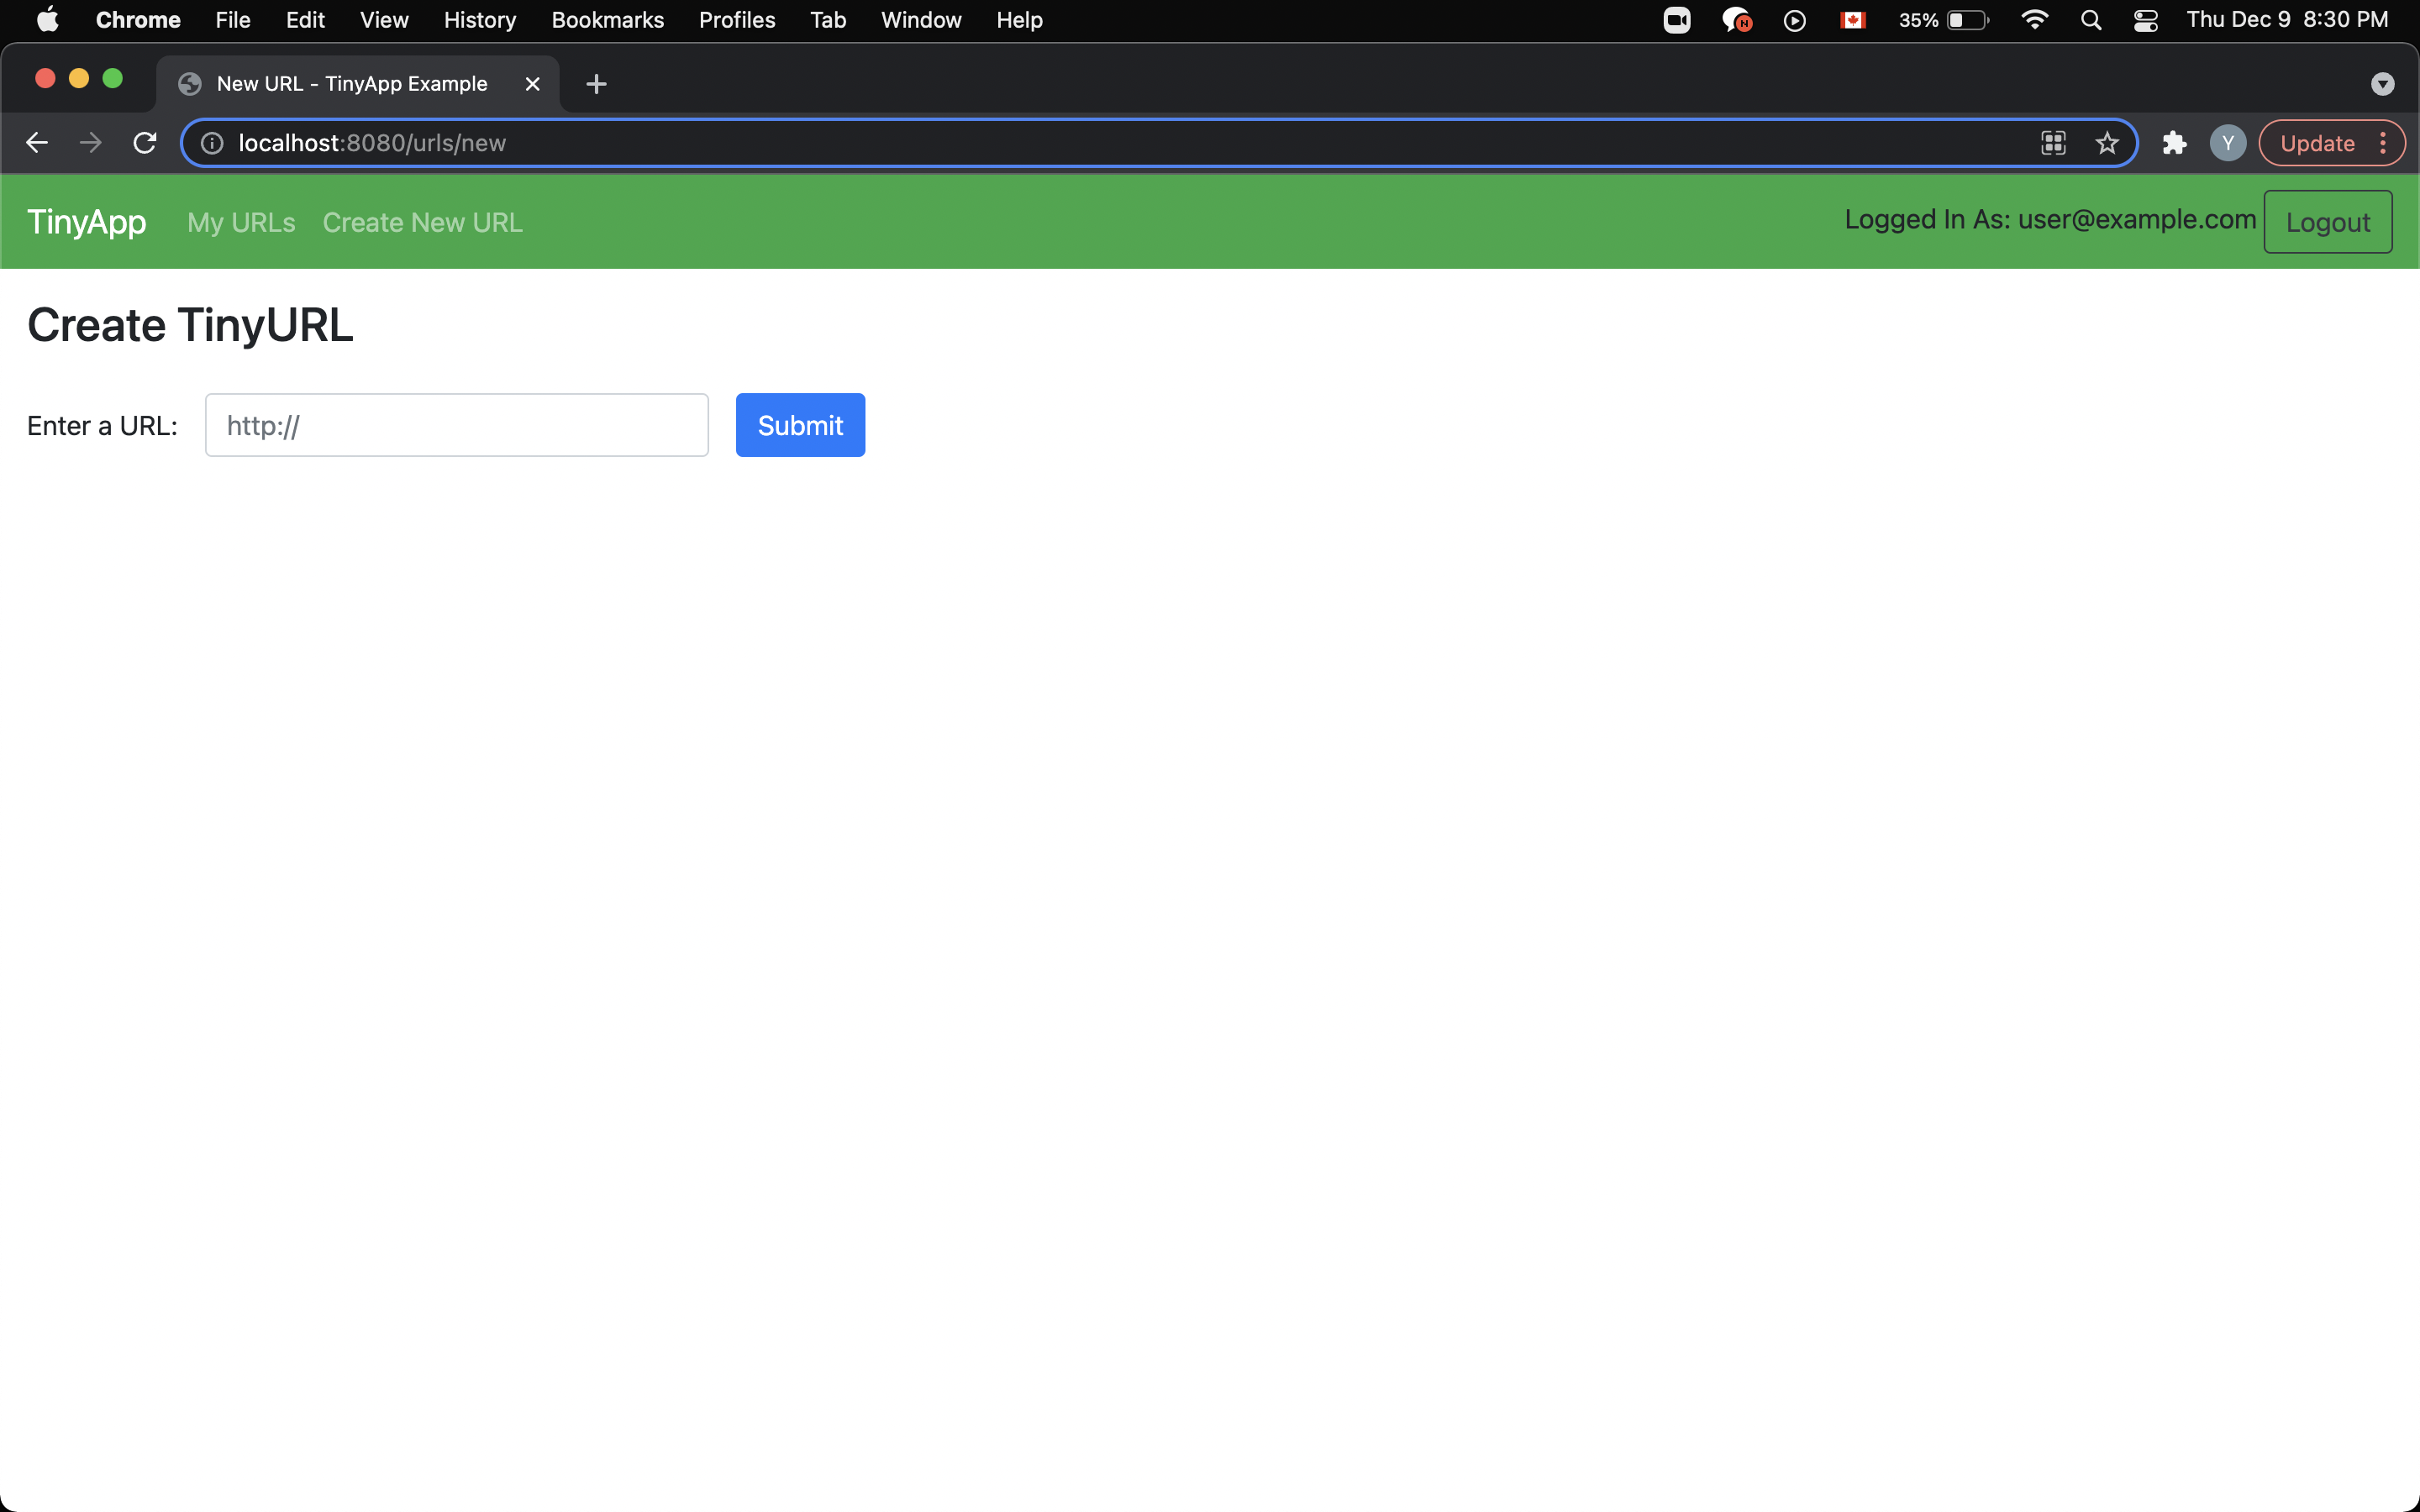 Chrome File Edit View History Bookmarks Profiles Tab Window Help N 35% Thu Dec 9 8:30 PM
New URL - TinyApp Example
localhost:8080/urls/new Y Update
TinyApp My URLs Create New URL Logged In As: user@example.com Logout
Create TinyURL
Enter a URL: http:// Submit